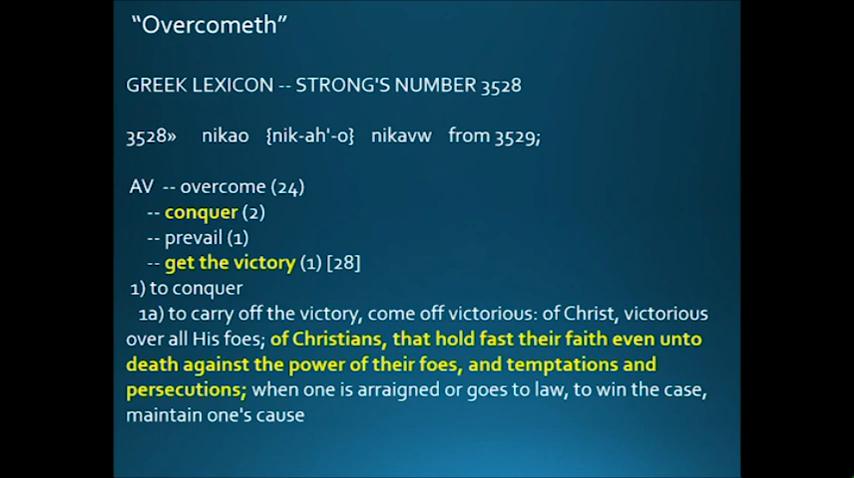 “Overcometh”
GREEK LEXICON -- STRONG'S NUMBER 3528
3528» nikao {nik-ah'-o} nikavw from 3529;
AV -- overcome (24)
-- conquer (2)
-- prevail (1)
-- get the victory (1) [28]
1) to conquer
1a) to carry off the victory, come off victorious: of Christ, victorious
over all His foes; of Christians, that hold fast their faith even unto
death against the power of their foes, and temptations and
persecutions; when one is arraigned or goes to law, to win the case,
maintain one's cause